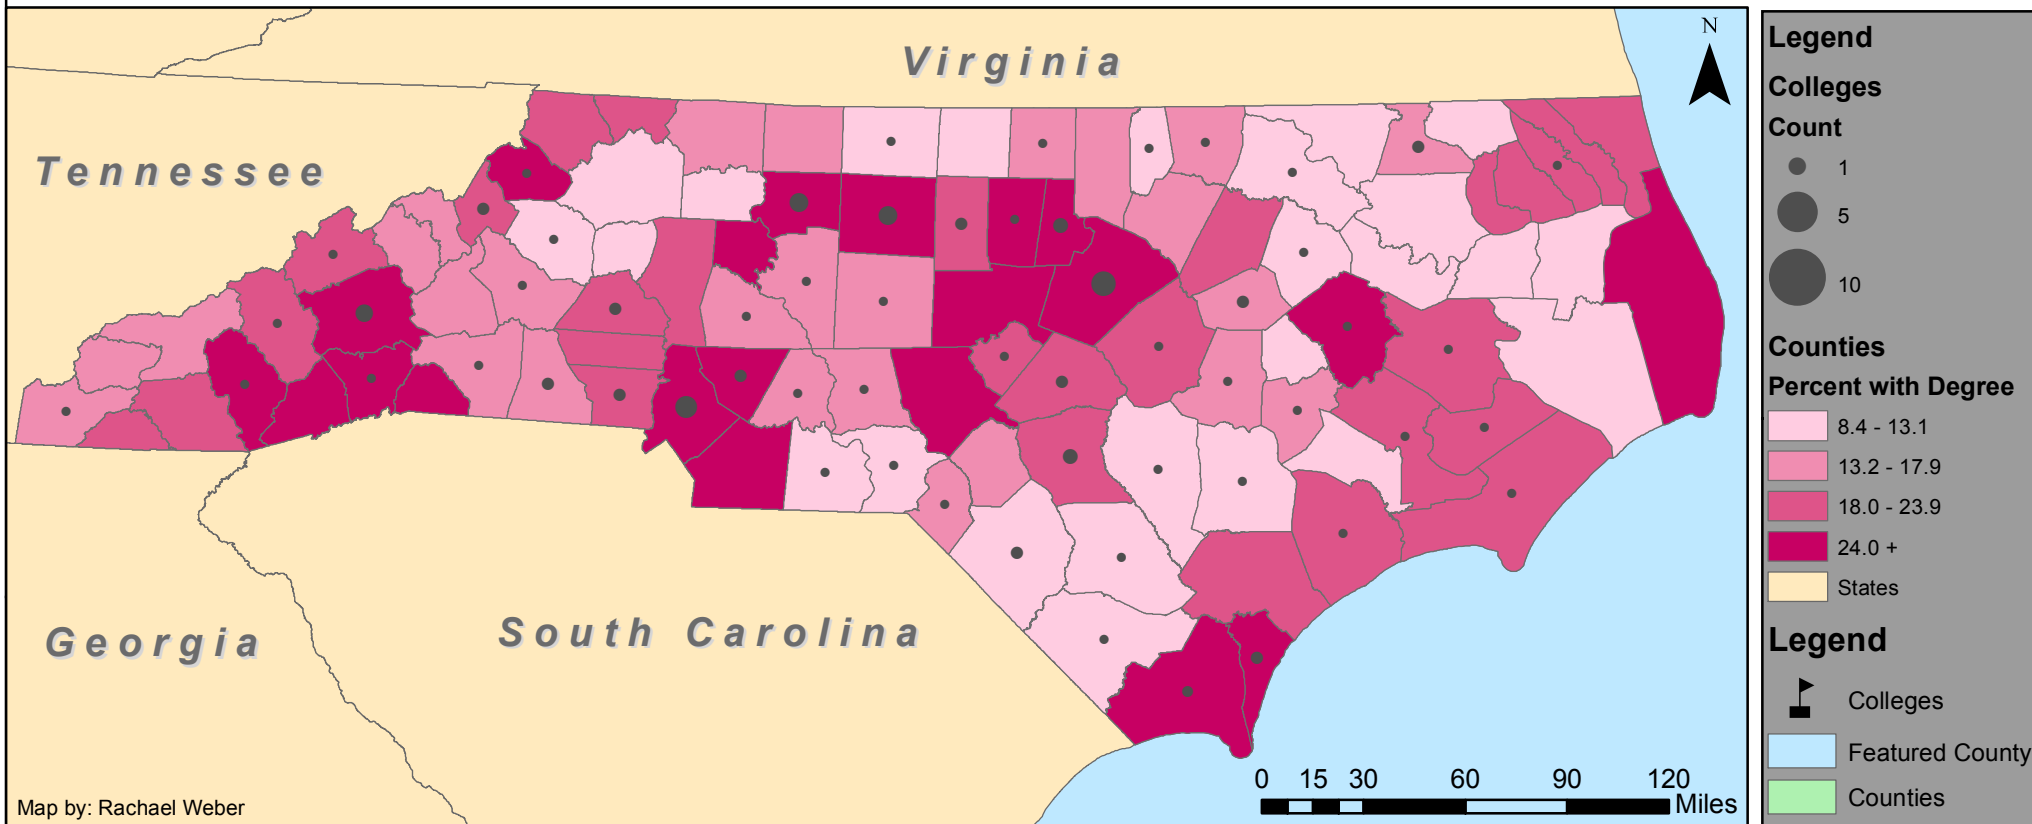 Virginia
N
Tennessee
Georgia
South Carolina
0 15 30 60 90 120
Miles
Map by: Rachael Weber
Legend
Colleges
Count
1
5
10
Counties
Percent with Degree
8.4 - 13.1
13.2 - 17.9
18.0 - 23.9
24.0 +
States
Legend
Colleges
Featured County
Counties